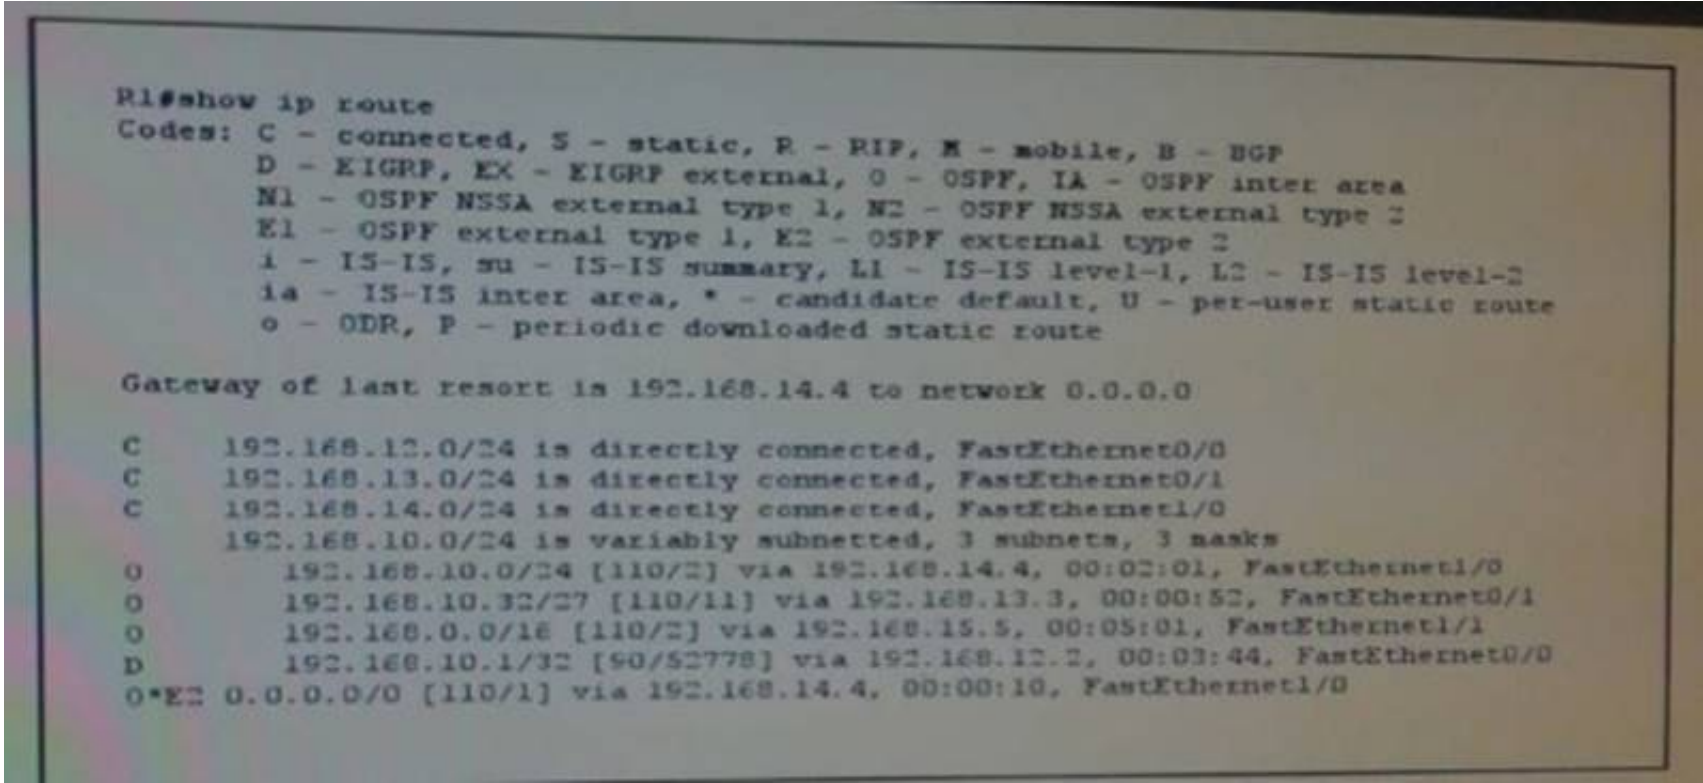 R1#show ip route
Codes: C - connected, S - static, R - RIP, M - mobile, B - BGP
D - EIGRP, EX - EIGRP external, O - OSPF, IA - OSPF inter area
N1 - OSPF NSSA external type 1, N2 - OSPF NSSA external type 2
E1 - OSPF external type 1, E2 - OSPF external type 2
i - IS-IS, su - IS-IS summary, L1 - IS-IS level-1, L2 - IS-IS level-2
ia - IS-IS inter area, * - candidate default, U - per-user static route
o - ODR, P - periodic downloaded static route
Gateway of last resort is 192.168.14.4 to network 0.0.0.0
C 192.168.12.0/24 is directly connected, FastEthernet0/0
C 192.168.13.0/24 is directly connected, FastEthernet0/1
C 192.168.14.0/24 is directly connected, FastEthernet1/0
192.168.10.0/24 is variably subnetted, 3 subnets, 3 masks
O 192.168.10.0/24 [110/2] via 192.168.14.4, 00:02:01, FastEthernet1/0
O 192.168.10.32/27 [110/11] via 192.168.13.3, 00:00:52, FastEthernet0/1
O 192.168.0.0/16 [110/2] via 192.168.15.5, 00:05:01, FastEthernet1/1
D 192.168.10.1/32 [90/52778] via 192.168.12.2, 00:03:44, FastEthernet0/0
O*E2 0.0.0.0/0 [110/1] via 192.168.14.4, 00:00:10, FastEthernet1/0